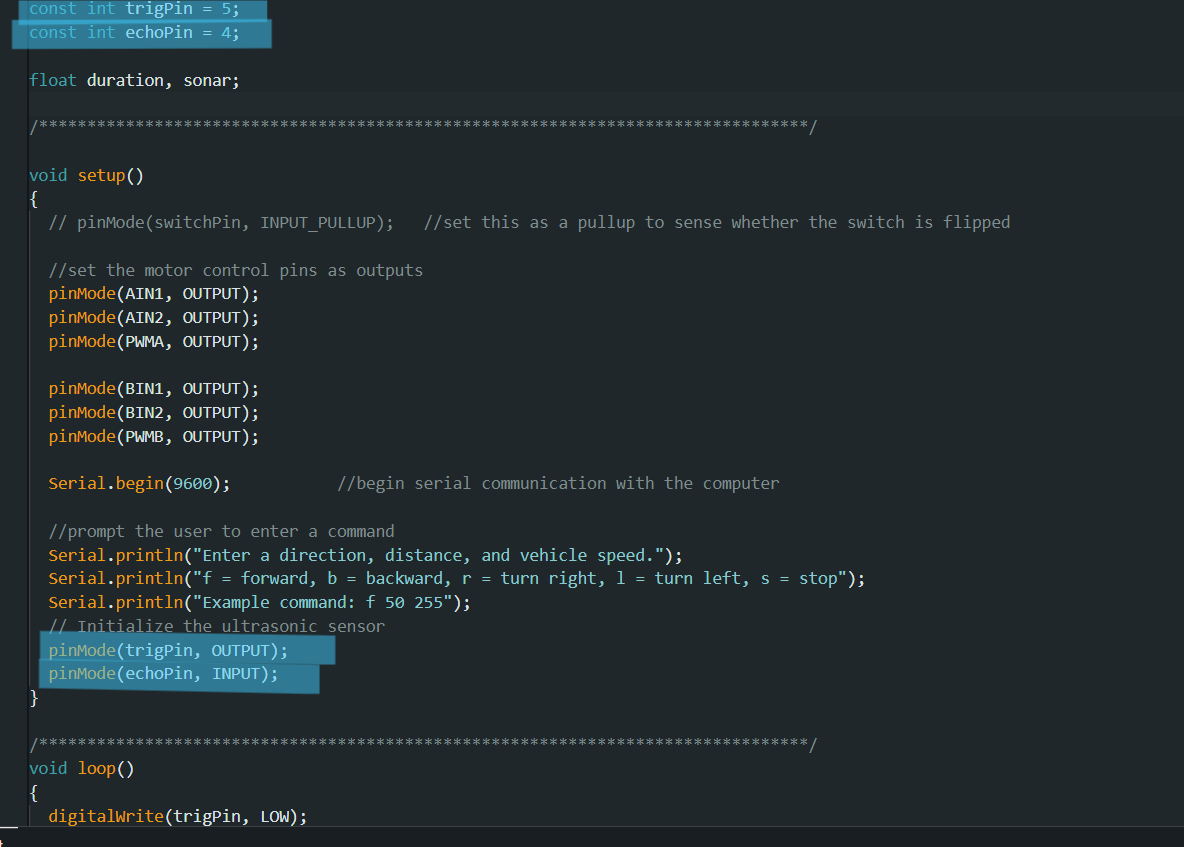 const int trigPin = 5;
const int echoPin = 4;
float duration, sonar;
/********************************************************************************/
void setup()
{
// pinMode(switchPin, INPUT_PULLUP);   //set this as a pullup to sense whether the switch is flipped
//set the motor control pins as outputs
pinMode(AIN1, OUTPUT);
pinMode(AIN2, OUTPUT);
pinMode(PWMA, OUTPUT);
pinMode(BIN1, OUTPUT);
pinMode(BIN2, OUTPUT);
pinMode(PWMB, OUTPUT);
Serial.begin(9600);           //begin serial communication with the computer
//prompt the user to enter a command
Serial.println("Enter a direction, distance, and vehicle speed.");
Serial.println("f = forward, b = backward, r = turn right, l = turn left, s = stop");
Serial.println("Example command: f 50 255");
// Initialize the ultrasonic sensor
pinMode(trigPin, OUTPUT);
pinMode(echoPin, INPUT);
}
/********************************************************************************/
void loop()
{
digitalWrite(trigPin, LOW);